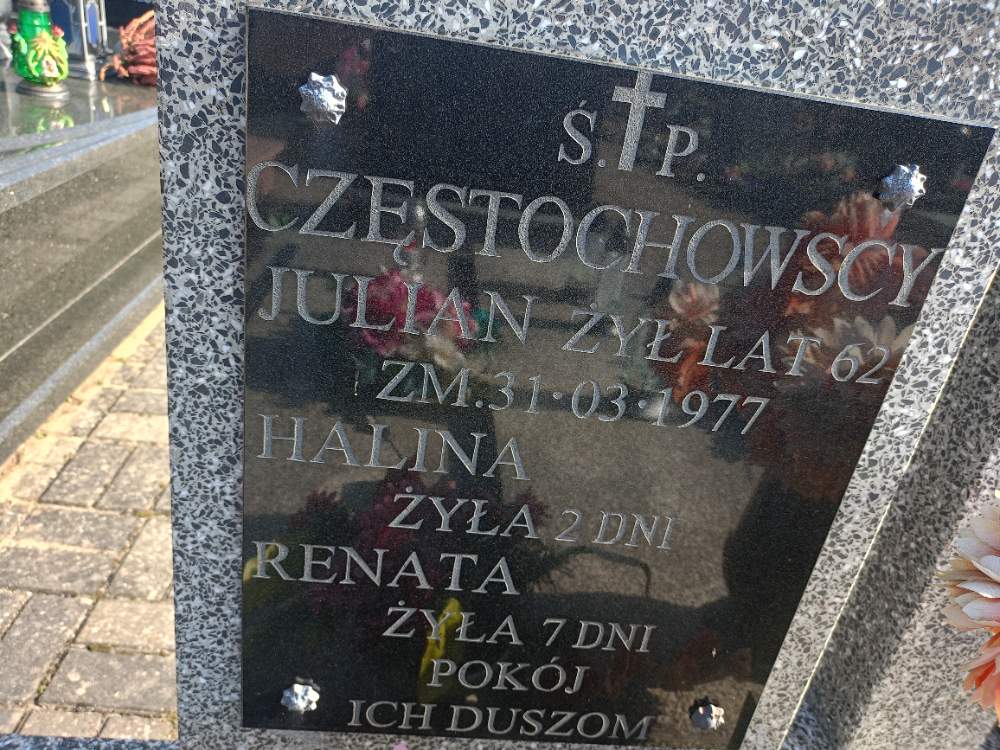 Ś. P.
CZĘSTOCHOWSCY
JULIAN ŻYŁ LAT 62
ZM. 31·03·1977
HALINA
ŻYŁA 2 DNI
RENATA
ŻYŁA 7 DNI
POKÓJ
ICH DUSZOM